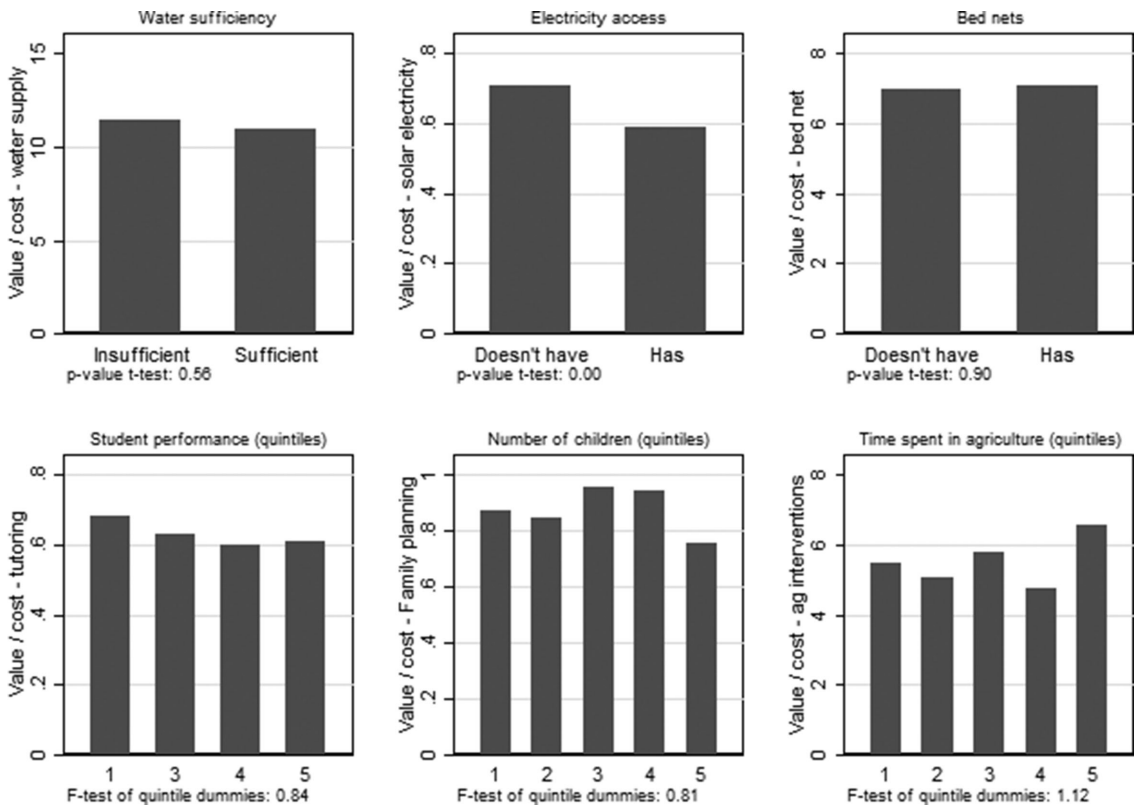 Water sufficiency
Value / cost - water supply
15
10
5
0
Insufficient Sufficient
p-value t-test: 0.56
Electricity access
Value / cost - solar electricity
.8
.6
.4
.2
0
Doesn't have Has
p-value t-test: 0.00
Bed nets
Value / cost - bed net
8
6
4
2
0
Doesn't have Has
p-value t-test: 0.90
Student performance (quintiles)
Value / cost - tutoring
.8
.6
.4
.2
0
1 3 4 5
F-test of quintile dummies: 0.84
Number of children (quintiles)
Value / cost - Family planning
1
.8
.6
.4
.2
0
1 2 3 4 5
F-test of quintile dummies: 0.81
Time spent in agriculture (quintiles)
Value / cost - ag interventions
8
6
4
2
0
1 2 3 4 5
F-test of quintile dummies: 1.12